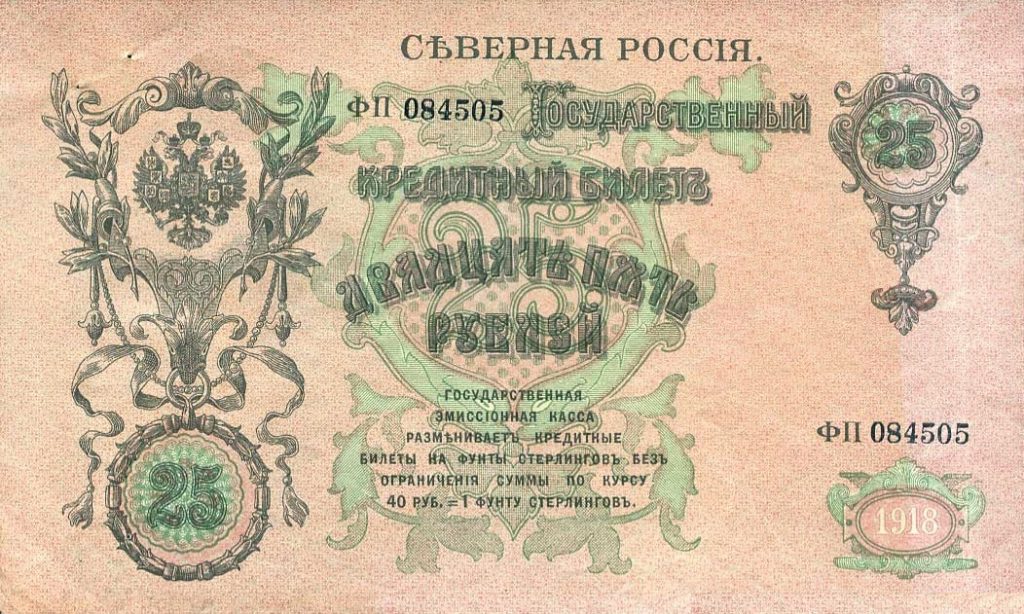 СѢВЕРНАЯ РОССІЯ.
ФП 084505 ГОСУДАРСТВЕННЫЙ
КРЕДИТНЫЙ БИЛЕТЪ
ДВАДЦАТЬ ПЯТЬ
РУБЛЕЙ
25
25
ГОСУДАРСТВЕННАЯ
ЭМИССІОННАЯ КАССА
РАЗМѢНИВАЕТЪ КРЕДИТНЫЕ
БИЛЕТЫ НА ФУНТЫ СТЕРЛИНГОВЪ БЕЗЪ
ОГРАНИЧЕНІЯ СУММЫ ПО КУРСУ
40 РУБ. = 1 ФУНТУ СТЕРЛИНГОВЪ.
ФП 084505
25
1918